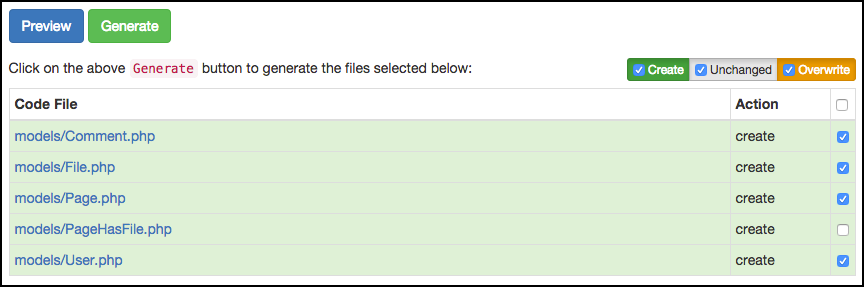 Preview Generate
Click on the above Generate button to generate the files selected below:
Create Unchanged Overwrite
Code File Action
models/Comment.php create
models/File.php create
models/Page.php create
models/PageHasFile.php create
models/User.php create